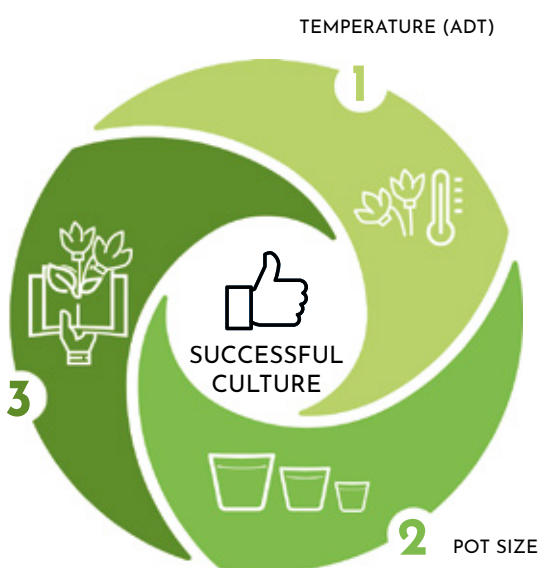 TEMPERATURE (ADT)
1
3
SUCCESSFUL
CULTURE
2
POT SIZE